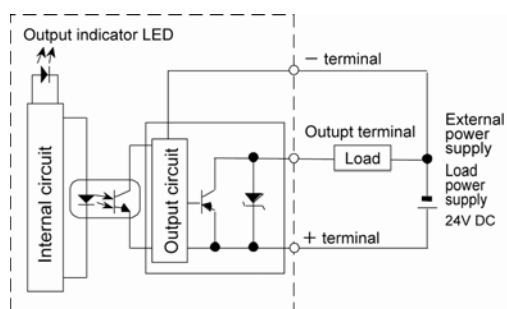 Output indicator LED
− terminal
Outupt terminal
External
power
supply
Load
Load
power
supply
24V DC
+ terminal
Internal circuit
Output circuit